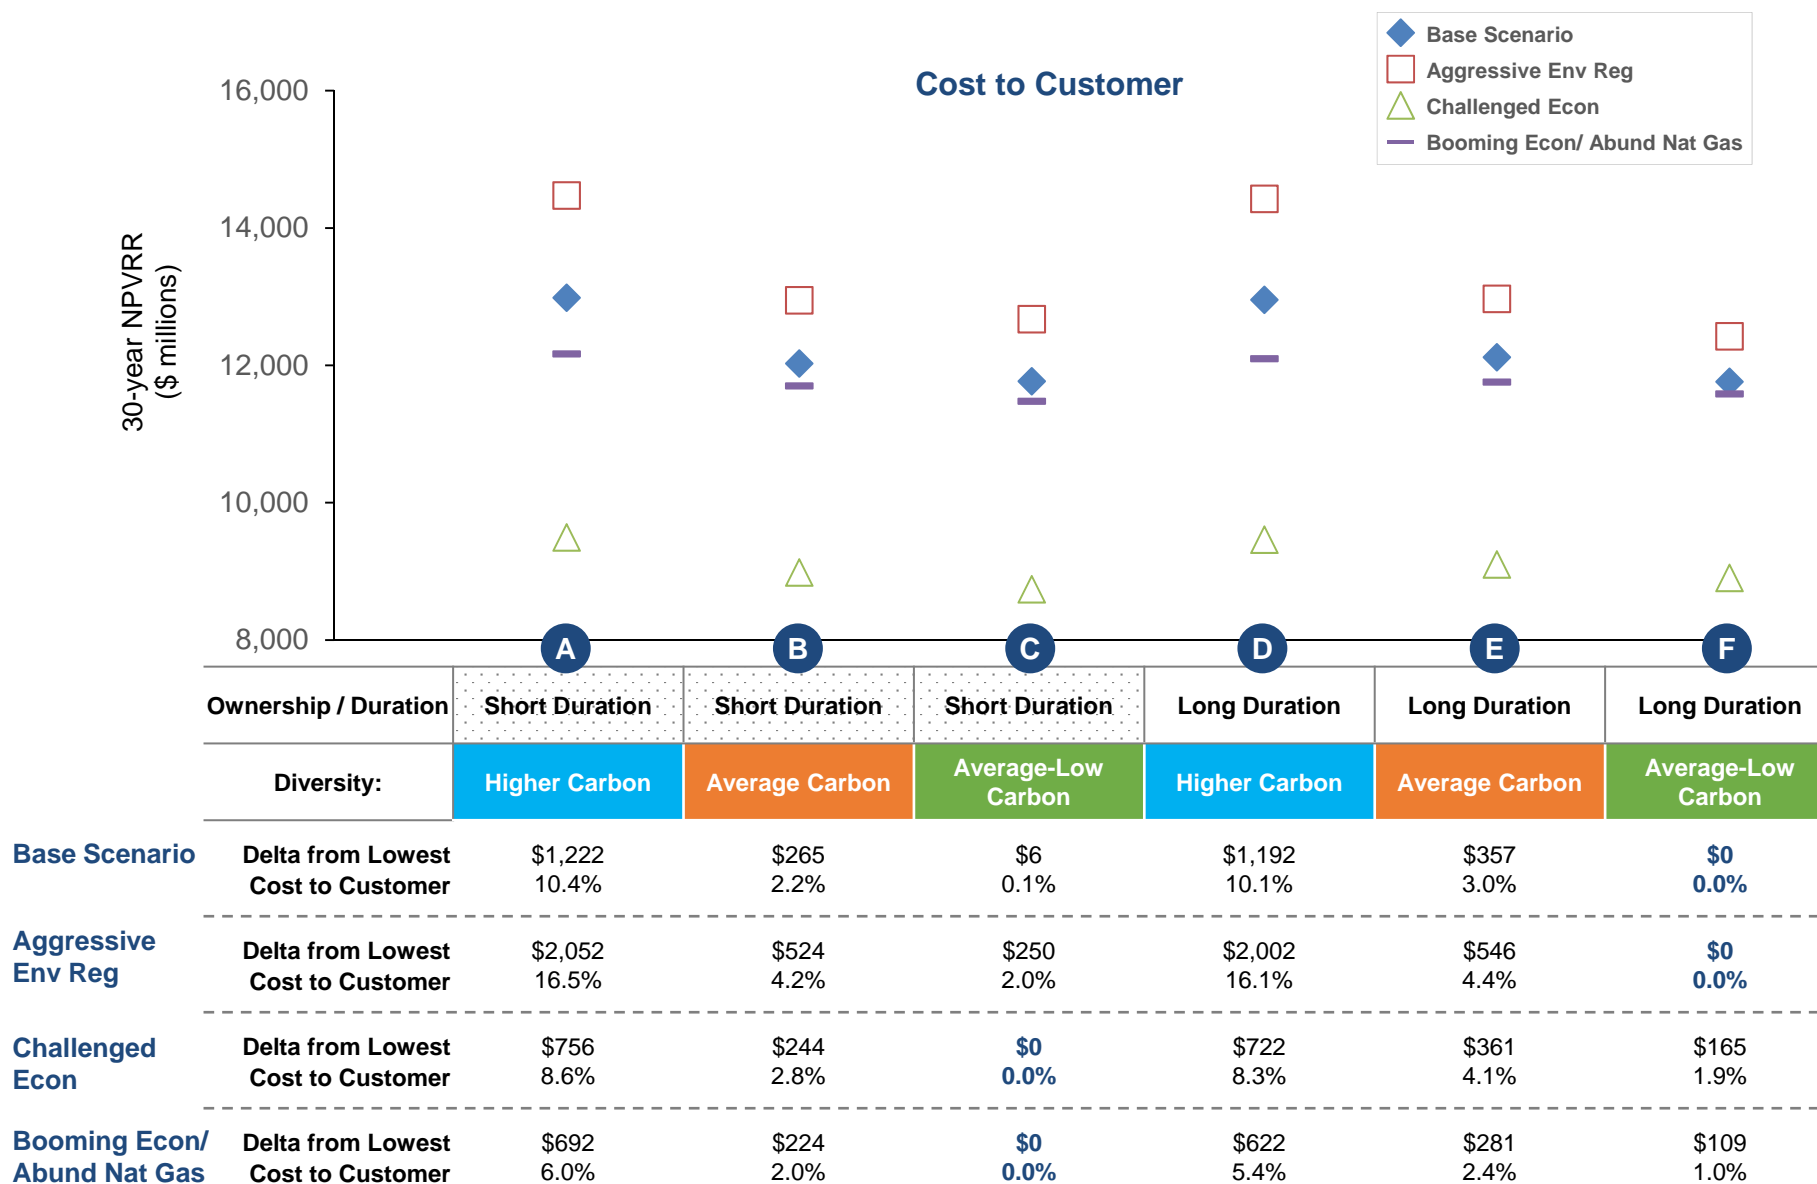 Base Scenario
Aggressive Env Reg
Challenged Econ
Booming Econ/ Abund Nat Gas
Cost to Customer
30-year NPVRR
($ millions)
16,000
14,000
12,000
10,000
8,000
A B C D E F
Ownership / Duration Short Duration Short Duration Short Duration Long Duration Long Duration Long Duration
Diversity: Higher Carbon Average Carbon Average-Low Carbon Higher Carbon Average Carbon Average-Low Carbon
Base Scenario Delta from Lowest $1,222 $265 $6 $1,192 $357 $0
Cost to Customer 10.4% 2.2% 0.1% 10.1% 3.0% 0.0%
Aggressive Delta from Lowest $2,052 $524 $250 $2,002 $546 $0
Env Reg Cost to Customer 16.5% 4.2% 2.0% 16.1% 4.4% 0.0%
Challenged Delta from Lowest $756 $244 $0 $722 $361 $165
Econ Cost to Customer 8.6% 2.8% 0.0% 8.3% 4.1% 1.9%
Booming Econ/ Delta from Lowest $692 $224 $0 $622 $281 $109
Abund Nat Gas Cost to Customer 6.0% 2.0% 0.0% 5.4% 2.4% 1.0%